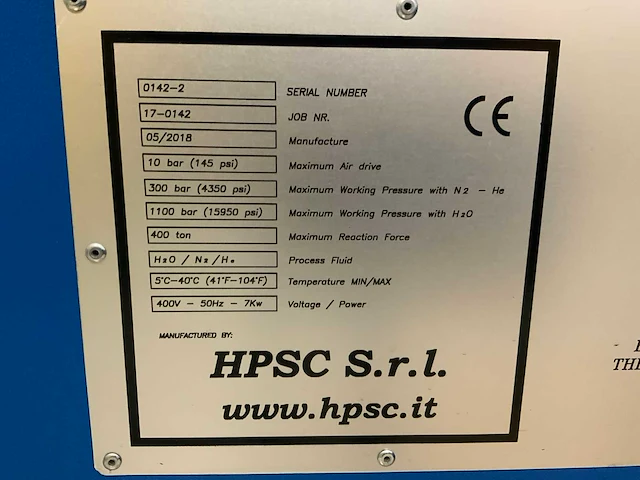 0142-2 SERIAL NUMBER
17-0142 JOB NR.
05/2018 Manufacture
10 bar (145 psi) Maximum Air drive
300 bar (4350 psi) Maximum Working Pressure with N2 - He
1100 bar (15950 psi) Maximum Working Pressure with H2O
400 ton Maximum Reaction Force
H2O / N2 / He Process Fluid
5°C-40°C (41°F-104°F) Temperature MIN/MAX
400V - 50Hz - 7Kw Voltage / Power
CE
MANUFACTURED BY:
HPSC S.r.l.
www.hpsc.it